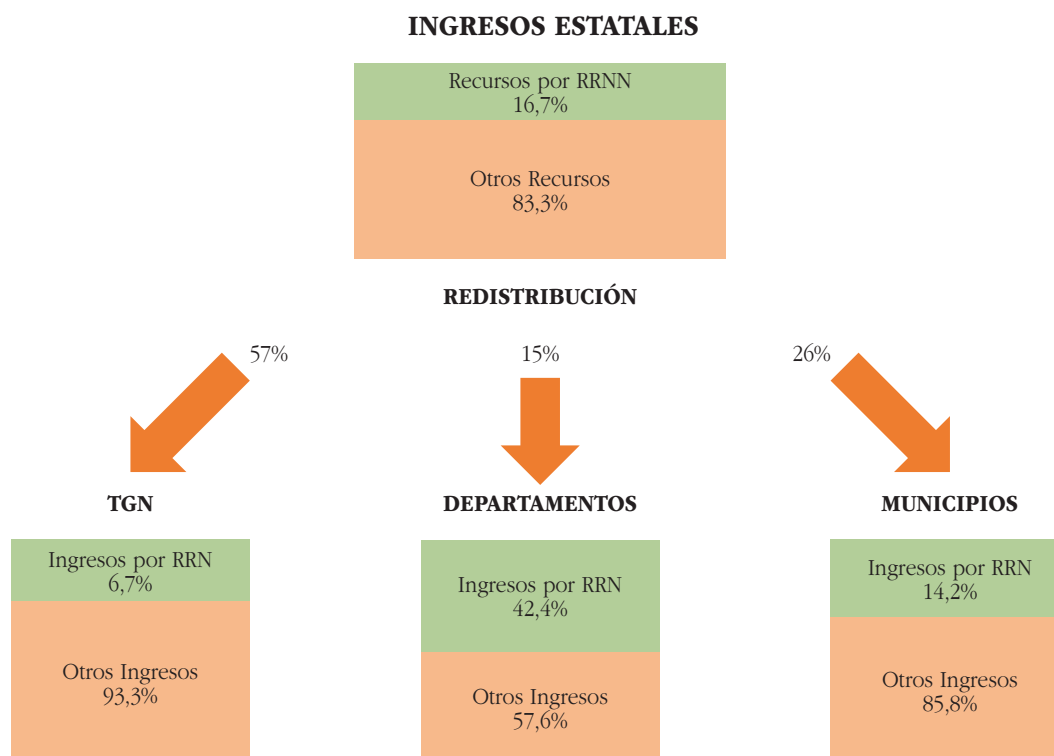 INGRESOS ESTATALES
Recursos por RRNN
16,7%
Otros Recursos
83,3%
REDISTRIBUCIÓN
57%
15%
26%
TGN
DEPARTAMENTOS
MUNICIPIOS
Ingresos por RRN
6,7%
Otros Ingresos
93,3%
Ingresos por RRN
42,4%
Otros Ingresos
57,6%
Ingresos por RRN
14,2%
Otros Ingresos
85,8%